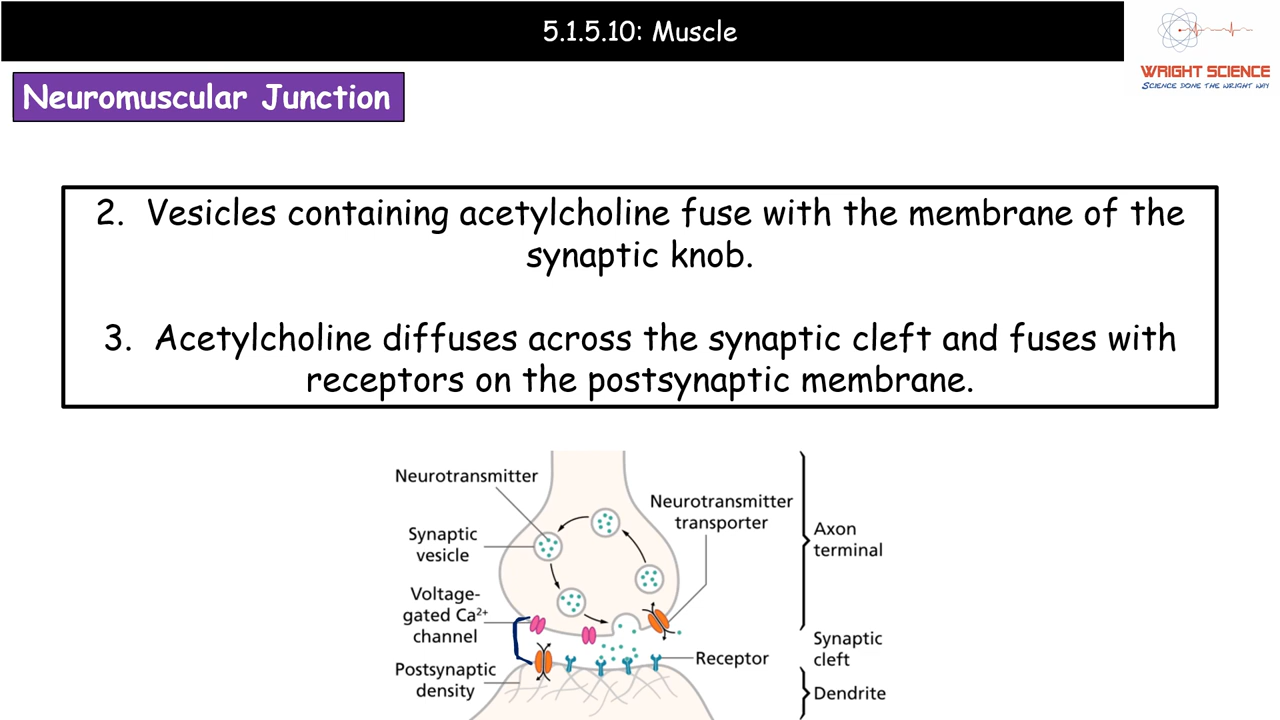 5.1.5.10: Muscle
WRIGHT SCIENCE
SCIENCE DONE THE WRIGHT WAY
Neuromuscular Junction
2. Vesicles containing acetylcholine fuse with the membrane of the
synaptic knob.
3. Acetylcholine diffuses across the synaptic cleft and fuses with
receptors on the postsynaptic membrane.
Neurotransmitter
Neurotransmitter
transporter
Synaptic
vesicle
Axon
terminal
Voltage-
gated Ca²⁺
channel
Synaptic
cleft
Receptor
Postsynaptic
density
Dendrite